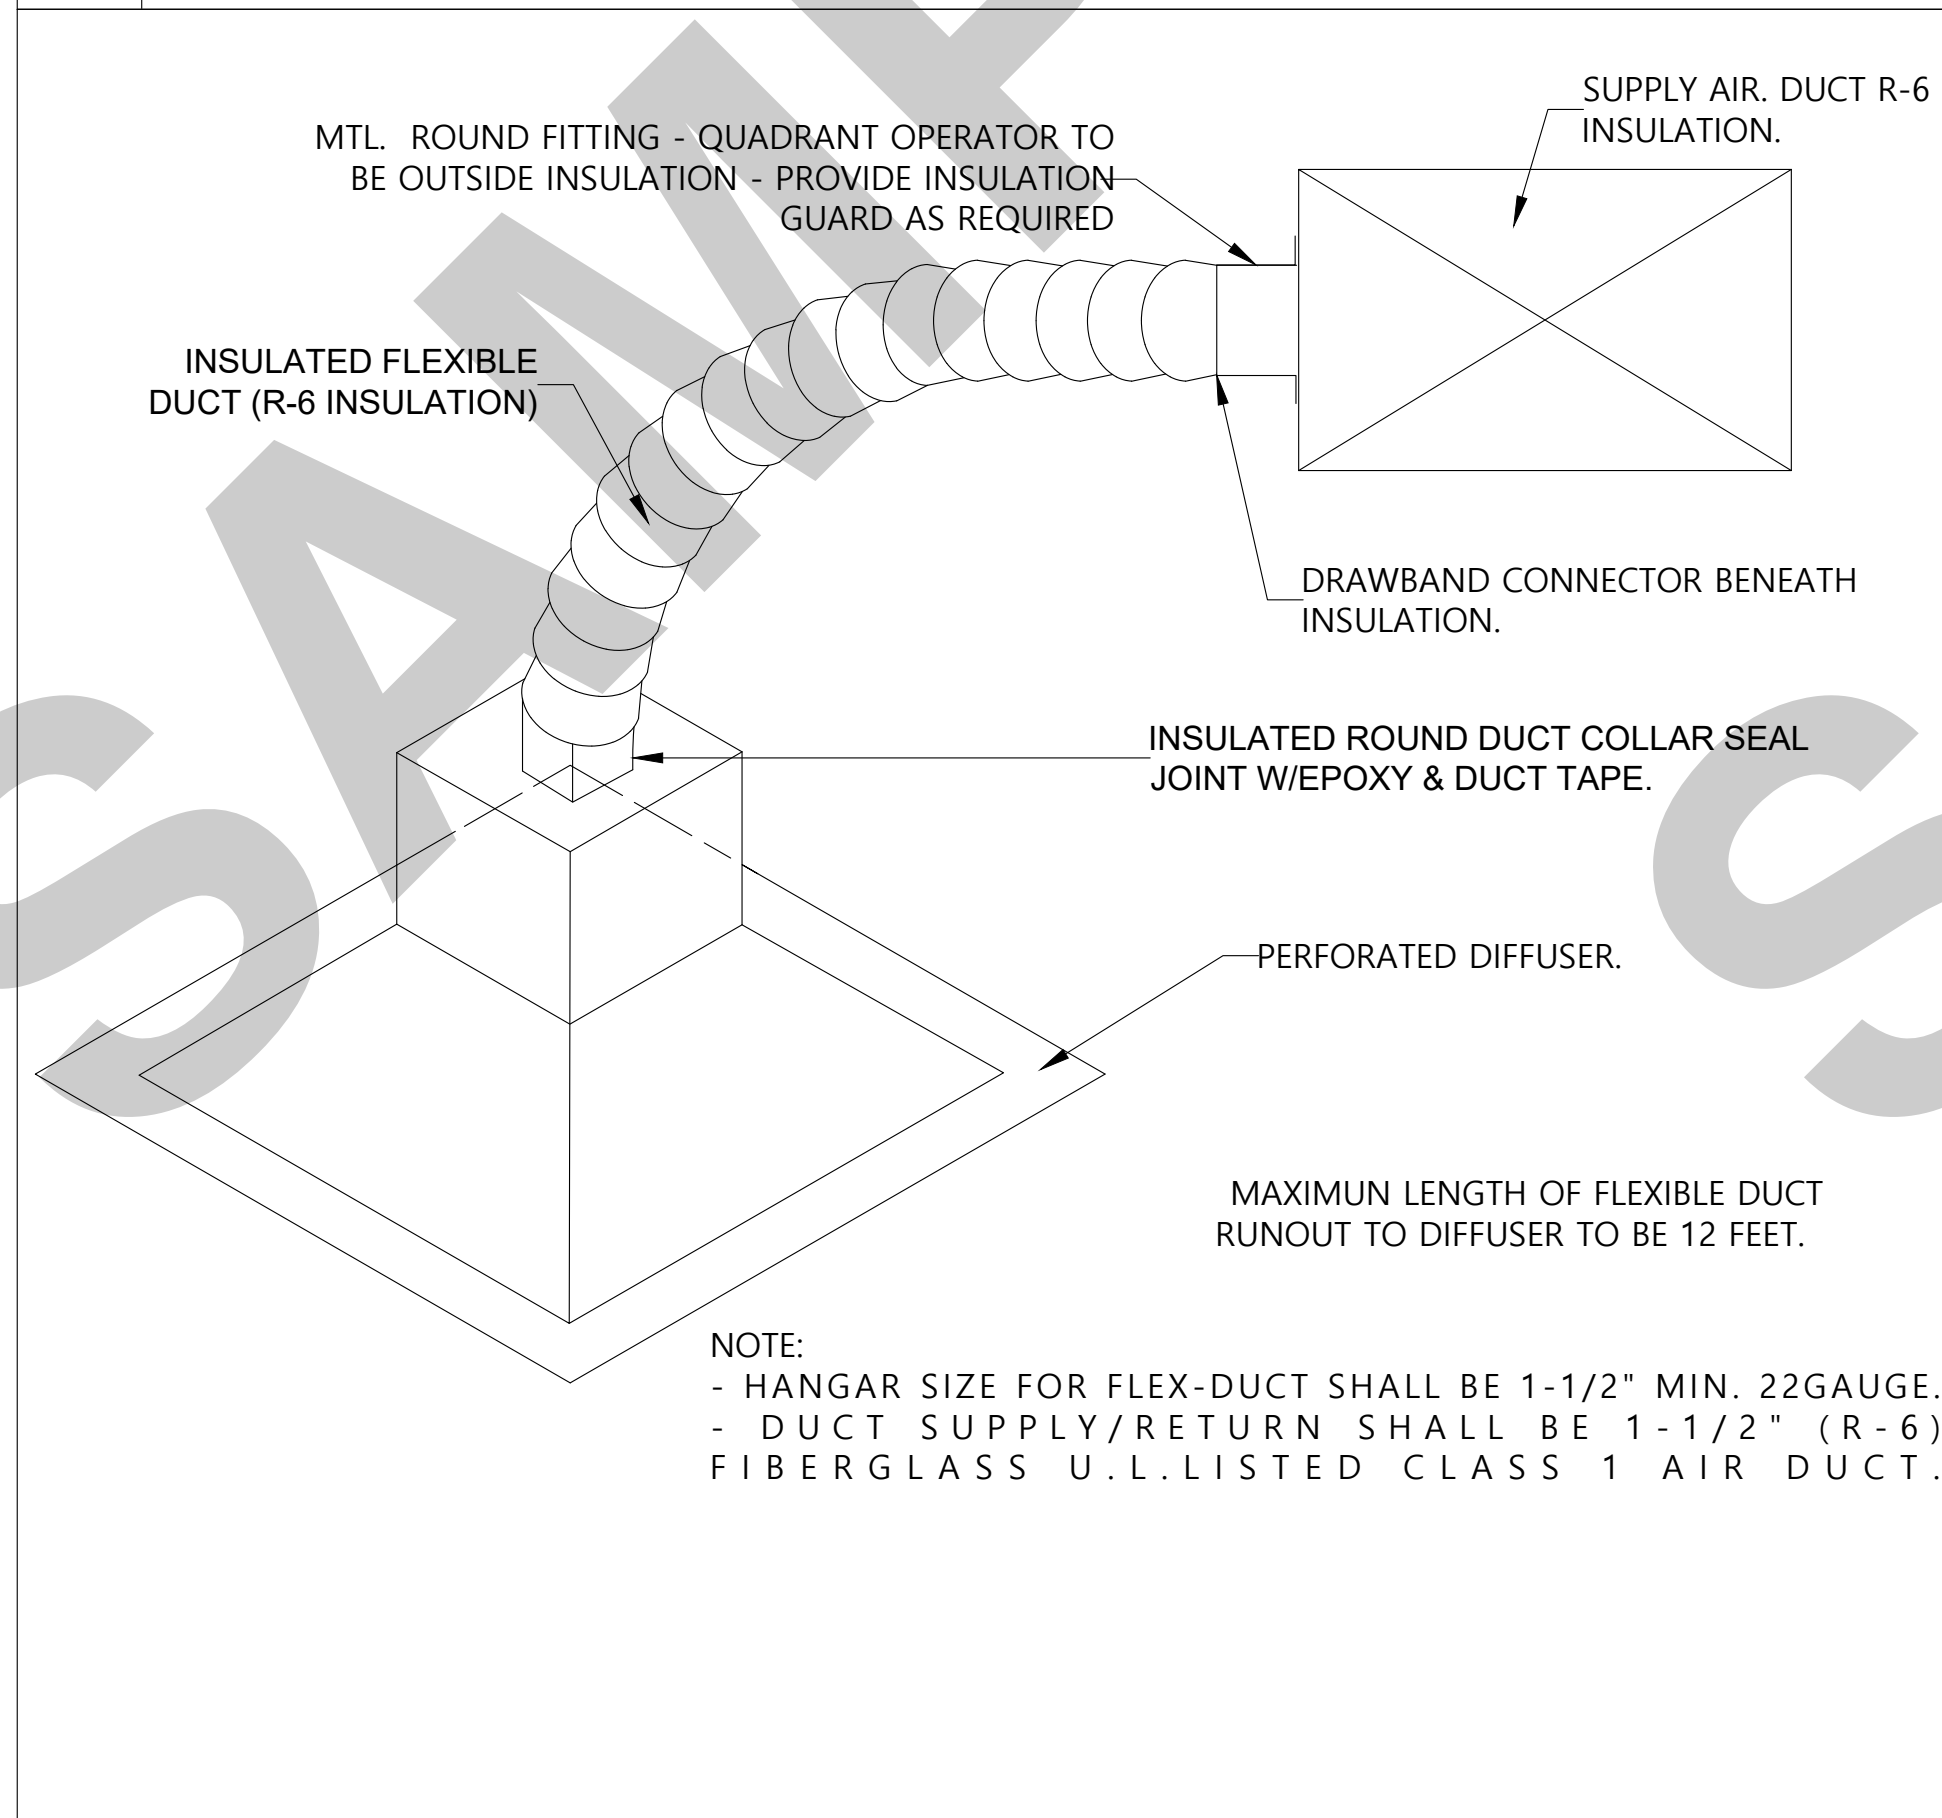 SUPPLY AIR. DUCT R-6
INSULATION.
MTL. ROUND FITTING - QUADRANT OPERATOR TO
BE OUTSIDE INSULATION - PROVIDE INSULATION
GUARD AS REQUIRED
INSULATED FLEXIBLE
DUCT (R-6 INSULATION)
DRAWBAND CONNECTOR BENEATH
INSULATION.
INSULATED ROUND DUCT COLLAR SEAL
JOINT W/EPOXY & DUCT TAPE.
PERFORATED DIFFUSER.
MAXIMUN LENGTH OF FLEXIBLE DUCT
RUNOUT TO DIFFUSER TO BE 12 FEET.
NOTE:
- HANGAR SIZE FOR FLEX-DUCT SHALL BE 1-1/2" MIN. 22GAUGE.
- DUCT SUPPLY/RETURN SHALL BE 1-1/2" (R-6)
FIBERGLASS U.L.LISTED CLASS 1 AIR DUCT.